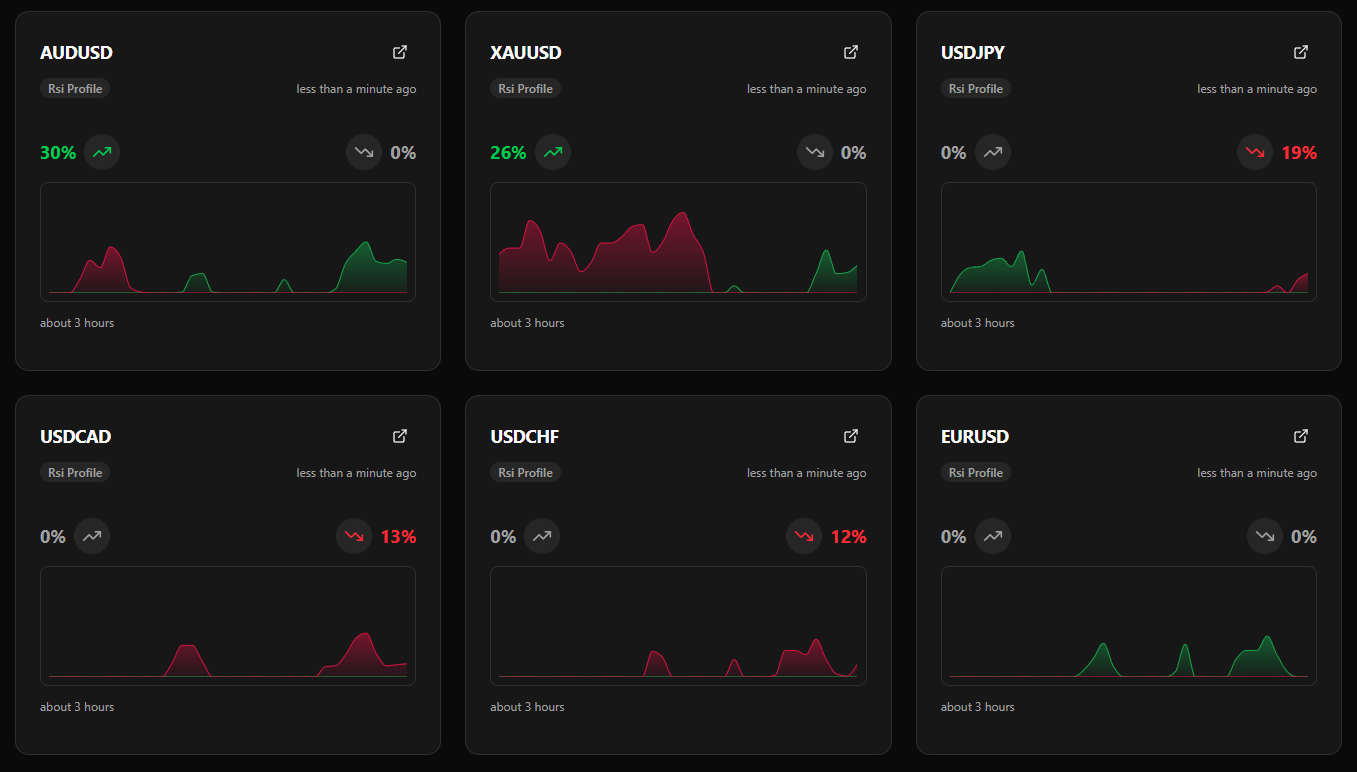 AUDUSD
Rsi Profile less than a minute ago
30% 0%
about 3 hours
XAUUSD
Rsi Profile less than a minute ago
26% 0%
about 3 hours
USDJPY
Rsi Profile less than a minute ago
0% 19%
about 3 hours
USDCAD
Rsi Profile less than a minute ago
0% 13%
about 3 hours
USDCHF
Rsi Profile less than a minute ago
0% 12%
about 3 hours
EURUSD
Rsi Profile less than a minute ago
0% 0%
about 3 hours